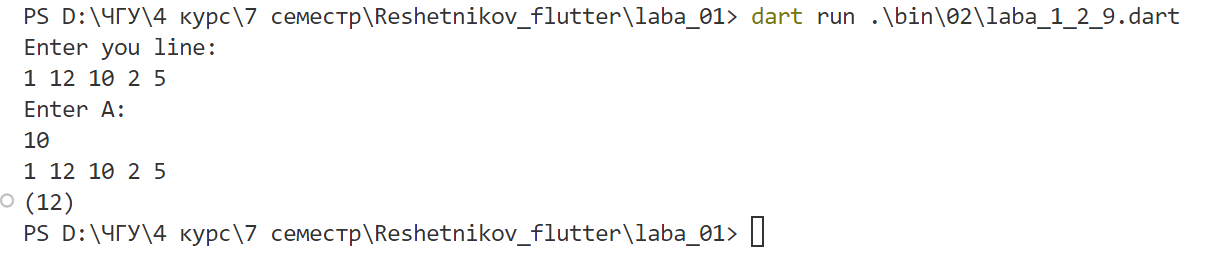 PS D:\ЧГУ\4 курс\7 семестр\Reshetnikov_flutter\laba_01> dart run .\bin\02\laba_1_2_9.dart
Enter you line:
1 12 10 2 5
Enter A:
10
1 12 10 2 5
(12)
PS D:\ЧГУ\4 курс\7 семестр\Reshetnikov_flutter\laba_01>